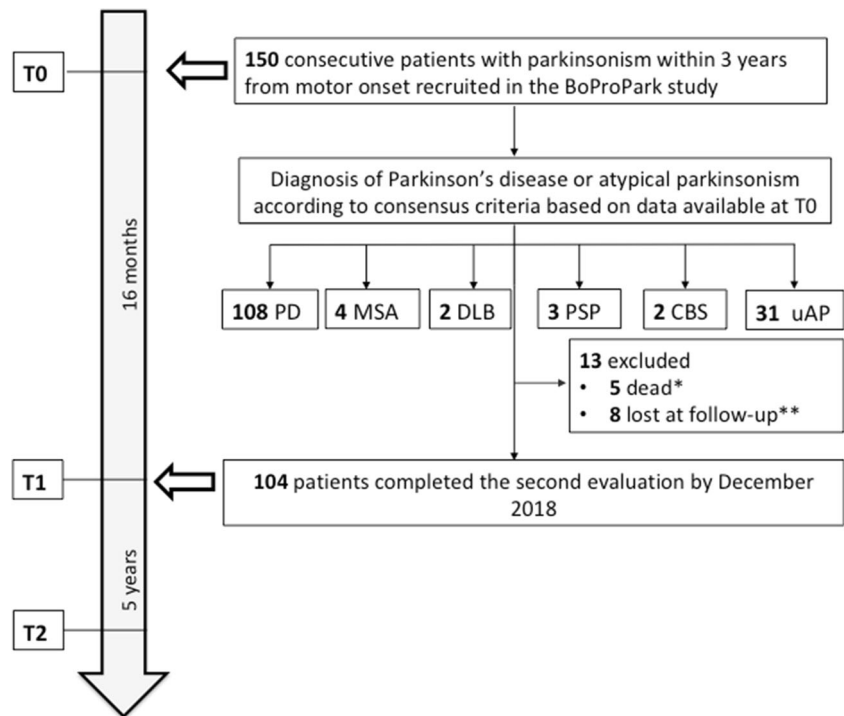 T0
150 consecutive patients with parkinsonism within 3 years
from motor onset recruited in the BoProPark study
Diagnosis of Parkinson's disease or atypical parkinsonism
according to consensus criteria based on data available at T0
16 months
108 PD
4 MSA
2 DLB
3 PSP
2 CBS
31 uAP
13 excluded
• 5 dead*
• 8 lost at follow-up**
T1
104 patients completed the second evaluation by December
2018
5 years
T2